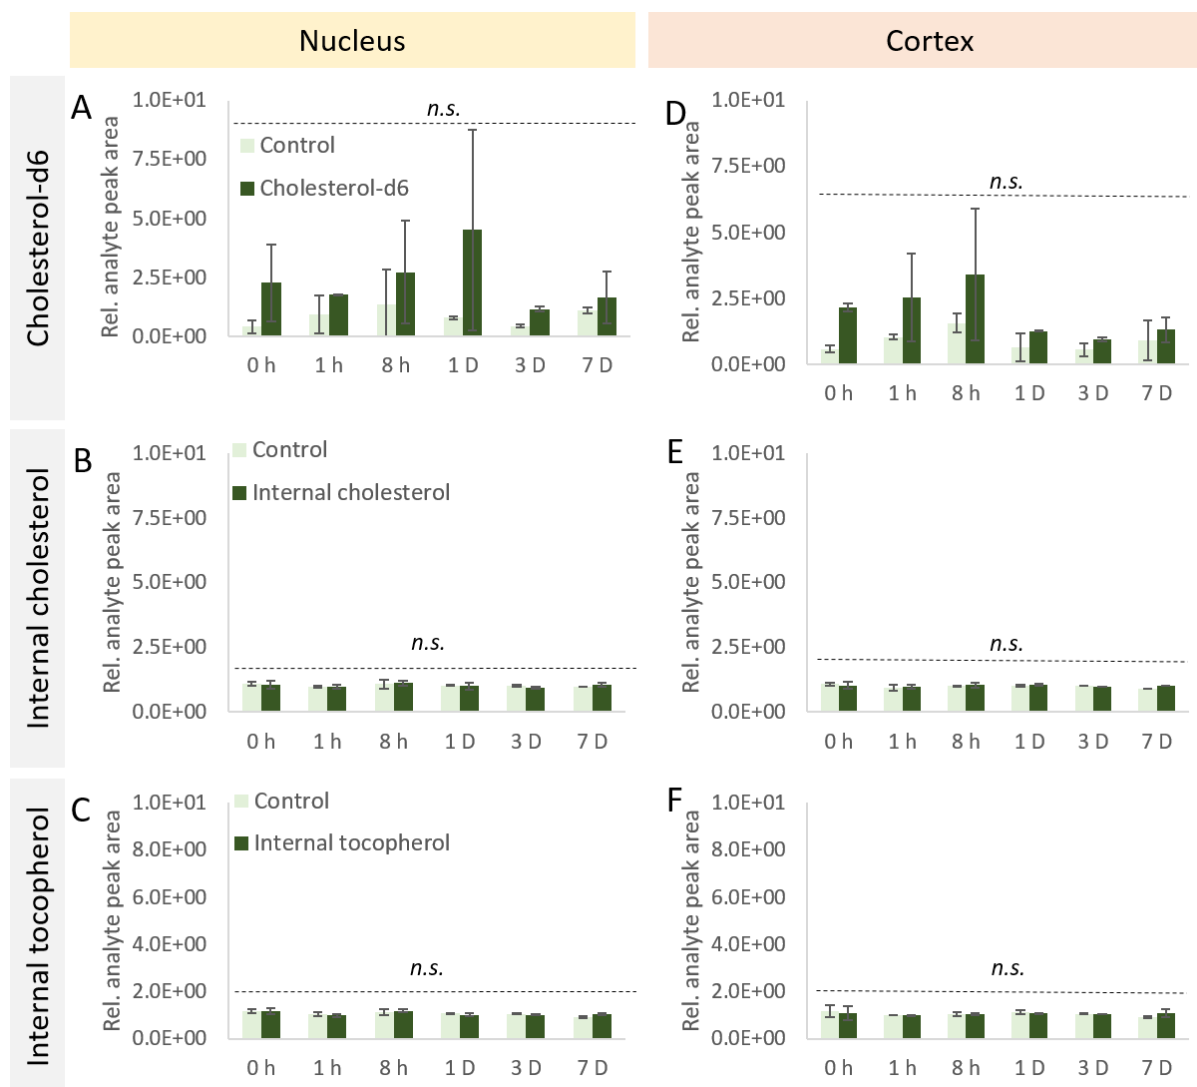 Nucleus
Cortex
Cholesterol-d6
A
Rel. analyte peak area
1.0E+01
7.5E+00
5.0E+00
2.5E+00
0.0E+00
n.s.
Control
Cholesterol-d6
0 h 1 h 8 h 1 D 3 D 7 D
D
Rel. analyte peak area
1.0E+01
7.5E+00
5.0E+00
2.5E+00
0.0E+00
n.s.
0 h 1 h 8 h 1 D 3 D 7 D
Internal cholesterol
B
Rel. analyte peak area
1.0E+01
7.5E+00
5.0E+00
2.5E+00
0.0E+00
Control
Internal cholesterol
n.s.
0 h 1 h 8 h 1 D 3 D 7 D
E
Rel. analyte peak area
1.0E+01
7.5E+00
5.0E+00
2.5E+00
0.0E+00
n.s.
0 h 1 h 8 h 1 D 3 D 7 D
Internal tocopherol
C
Rel. analyte peak area
1.0E+01
8.0E+00
6.0E+00
4.0E+00
2.0E+00
0.0E+00
Control
Internal tocopherol
n.s.
0 h 1 h 8 h 1 D 3 D 7 D
F
Rel. analyte peak area
1.0E+01
8.0E+00
6.0E+00
4.0E+00
2.0E+00
0.0E+00
n.s.
0 h 1 h 8 h 1 D 3 D 7 D